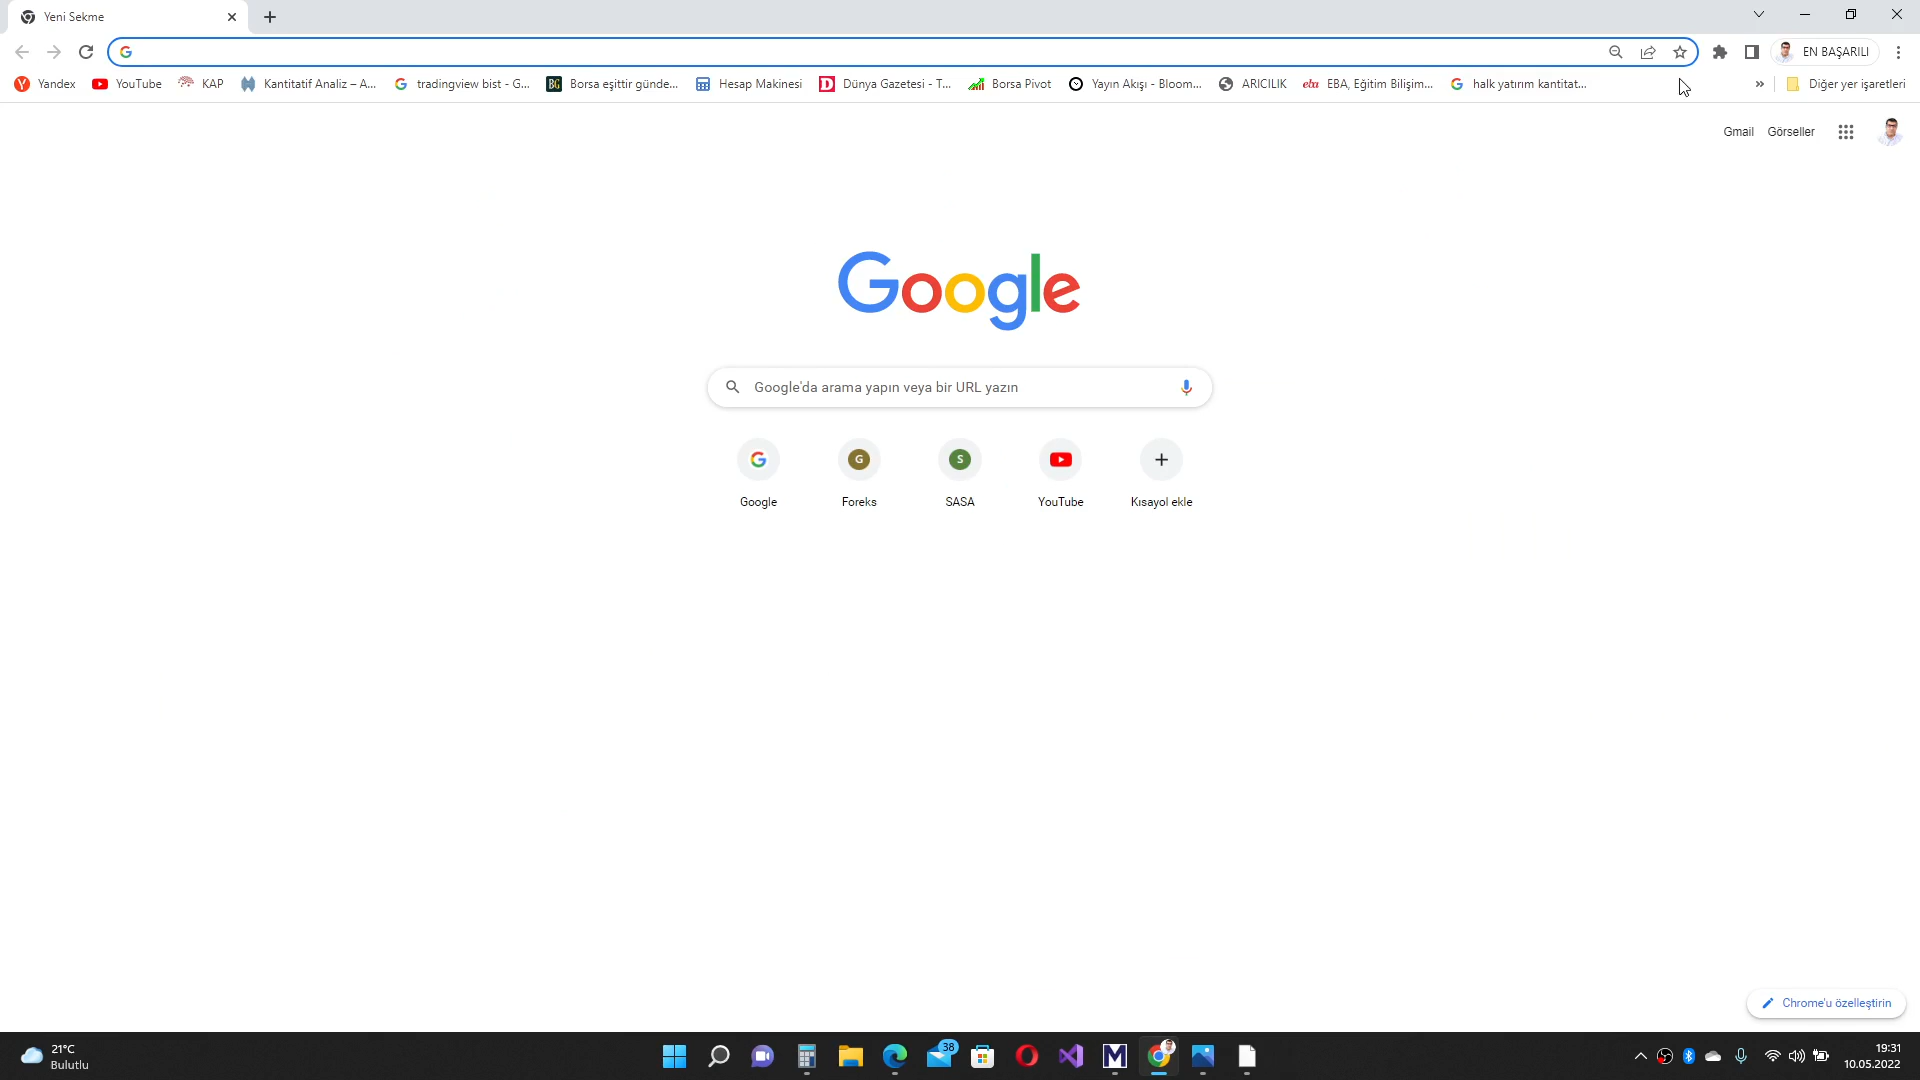 Yeni Sekme
EN BAŞARILI
Yandex YouTube KAP Kantitatif Analiz – A... tradingview bist - G... BG Borsa eşittir günde... Hesap Makinesi D Dünya Gazetesi - T... Borsa Pivot Yayın Akışı - Bloom... ARICILIK eba EBA, Eğitim Bilişim... halk yatırım kantitat... » Diğer yer işaretleri
Gmail Görseller
Google
Google'da arama yapın veya bir URL yazın
G S
Google Foreks SASA YouTube Kısayol ekle
Chrome'u özelleştirin
21°C
Bulutlu
38
19:31
10.05.2022